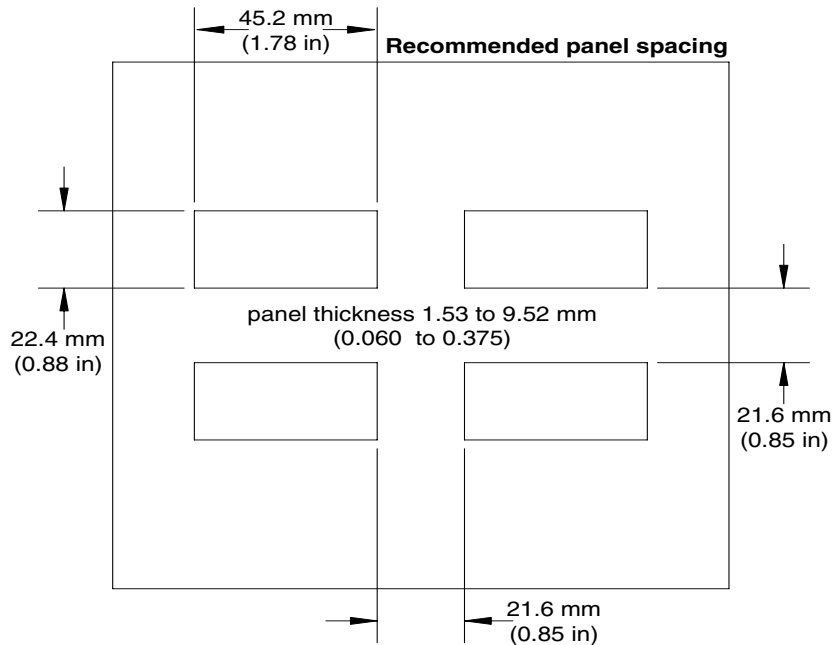 45.2 mm
(1.78 in)
Recommended panel spacing
panel thickness 1.53 to 9.52 mm
(0.060 to 0.375)
22.4 mm
(0.88 in)
21.6 mm
(0.85 in)
21.6 mm
(0.85 in)